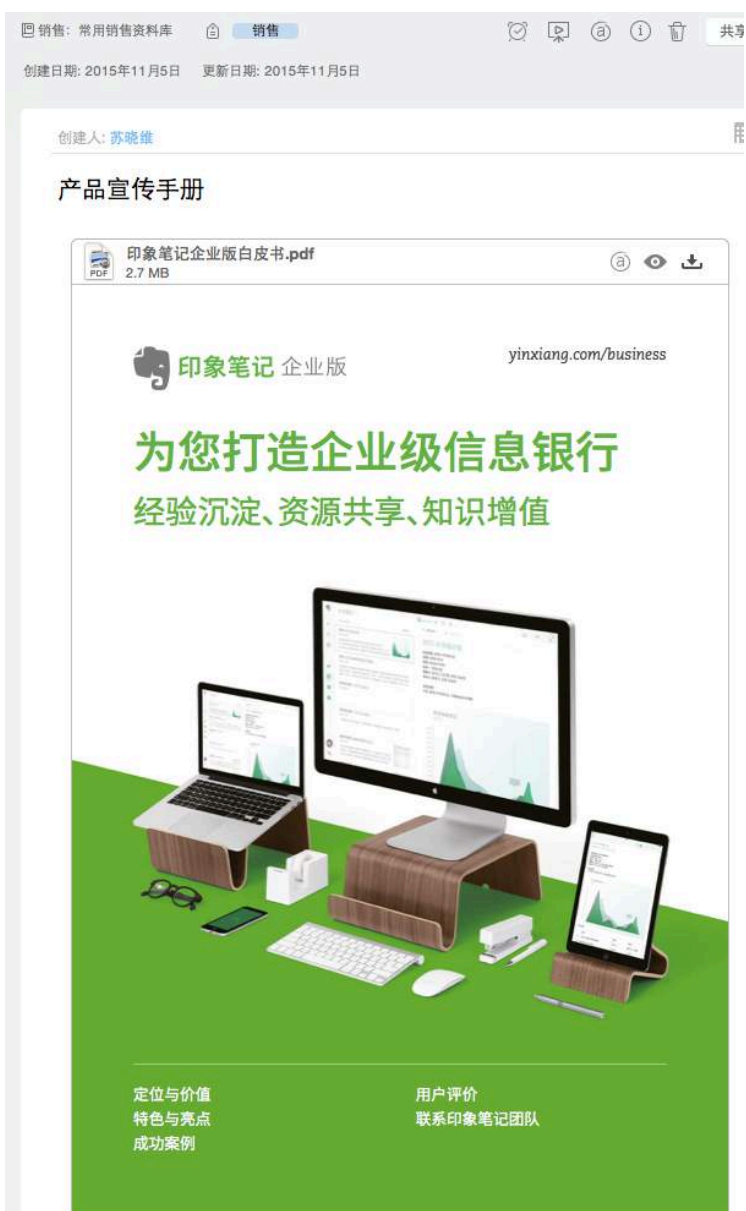 销售: 常用销售资料库 销售 共享
创建日期: 2015年11月5日 更新日期: 2015年11月5日
创建人: 苏晓维
产品宣传手册
印象笔记企业版白皮书.pdf
PDF 2.7 MB
印象笔记 企业版 yinxiang.com/business
为您打造企业级信息银行
经验沉淀、资源共享、知识增值
定位与价值 用户评价
特色与亮点 联系印象笔记团队
成功案例